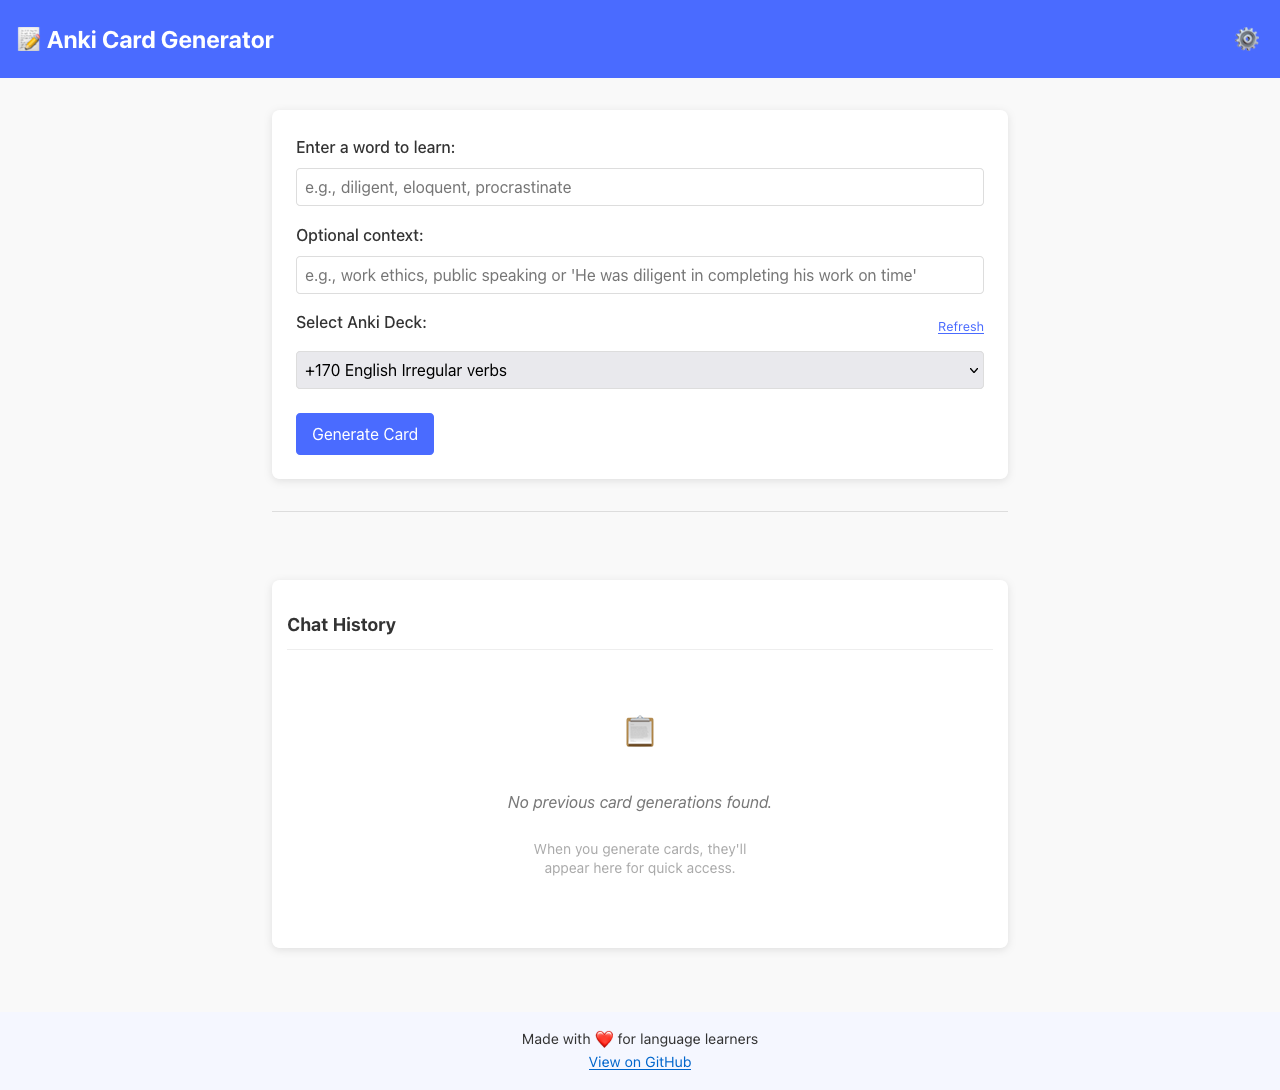 📝 Anki Card Generator
Enter a word to learn:
e.g., diligent, eloquent, procrastinate
Optional context:
e.g., work ethics, public speaking or 'He was diligent in completing his work on time'
Select Anki Deck:
Refresh
+170 English Irregular verbs
Generate Card
Chat History
No previous card generations found.
When you generate cards, they'll
appear here for quick access.
Made with ❤️ for language learners
View on GitHub